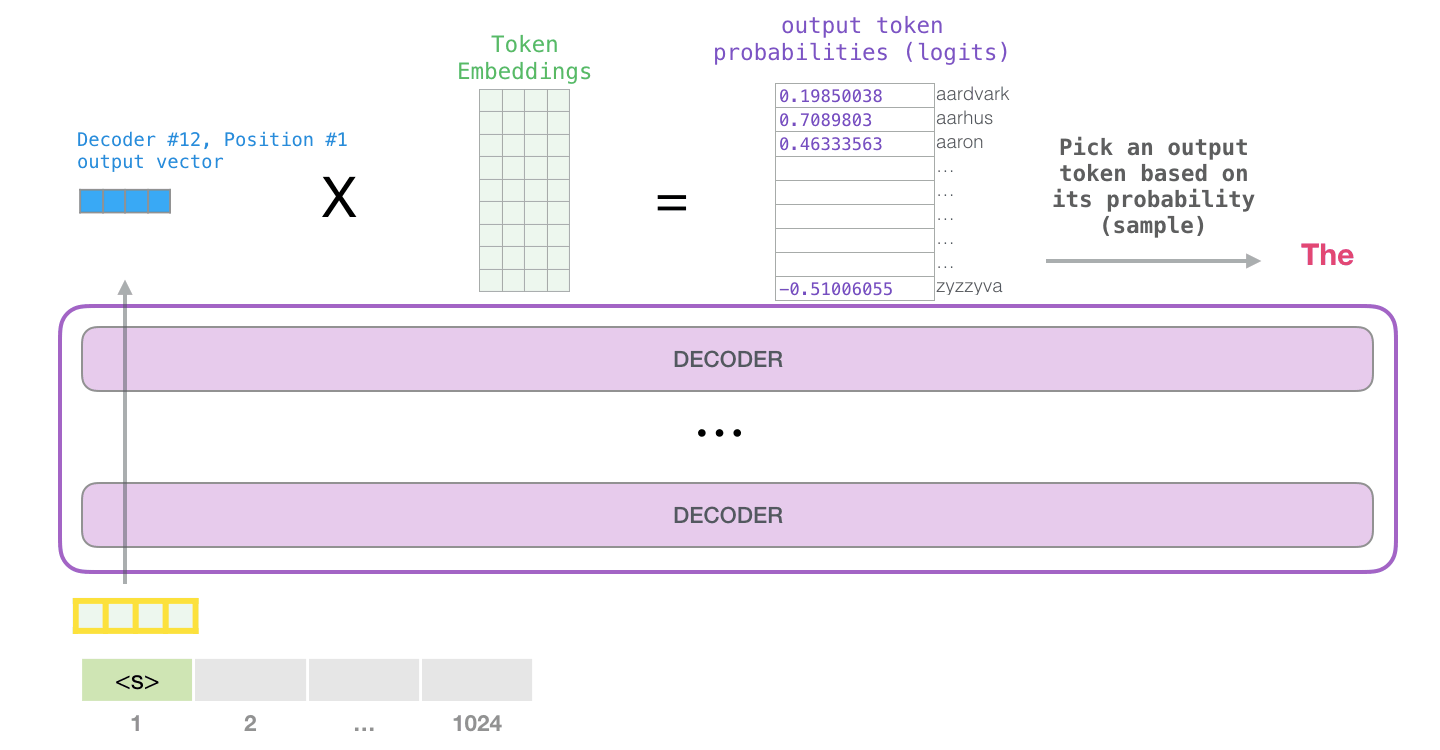 output token
probabilities (logits)
Token
Embeddings
Decoder #12, Position #1
output vector
X
=
0.19850038 aardvark
0.7089803 aarhus
0.46333563 aaron
...
...
...
...
...
-0.51006055 zyzzyva
Pick an output
token based on
its probability
(sample)
The
DECODER
...
DECODER
<s>
1 2 ... 1024